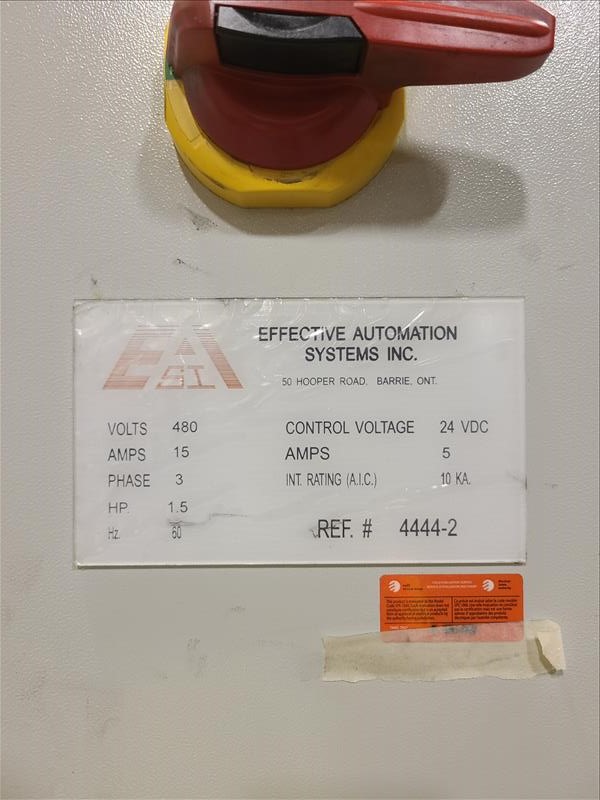 EASI
EFFECTIVE AUTOMATION
SYSTEMS INC.
50 HOOPER ROAD, BARRIE, ONT.
VOLTS 480 CONTROL VOLTAGE 24 VDC
AMPS 15 AMPS 5
PHASE 3 INT. RATING (A.I.C.) 10 KA.
HP. 1.5
Hz. 60 REF. # 4444-2